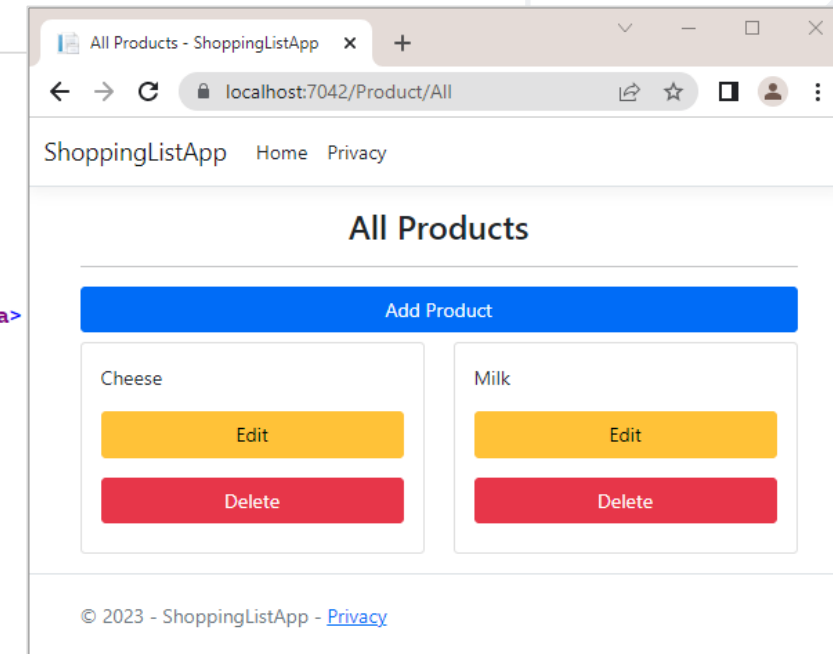 All Products - ShoppingListApp
localhost:7042/Product/All
ShoppingListApp Home Privacy
All Products
a>
Add Product
Cheese Milk
Edit Edit
Delete Delete
© 2023 - ShoppingListApp - Privacy